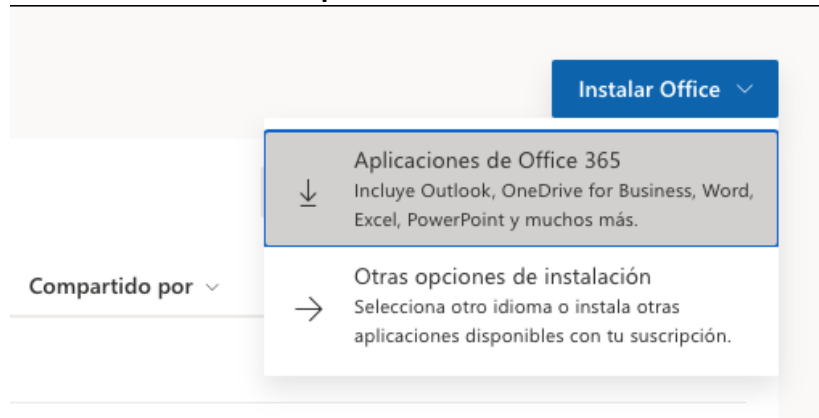 Instalar Office
Aplicaciones de Office 365
Incluye Outlook, OneDrive for Business, Word,
Excel, PowerPoint y muchos más.
Compartido por
Otras opciones de instalación
Selecciona otro idioma o instala otras
aplicaciones disponibles con tu suscripción.